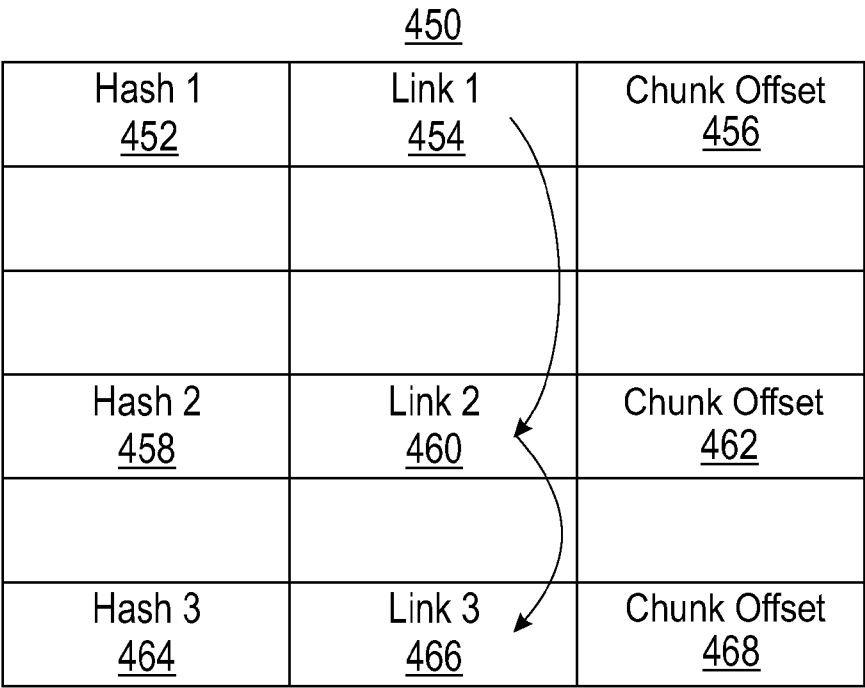 450
Hash 1
452
Link 1
454
Chunk Offset
456
Hash 2
458
Link 2
460
Chunk Offset
462
Hash 3
464
Link 3
466
Chunk Offset
468